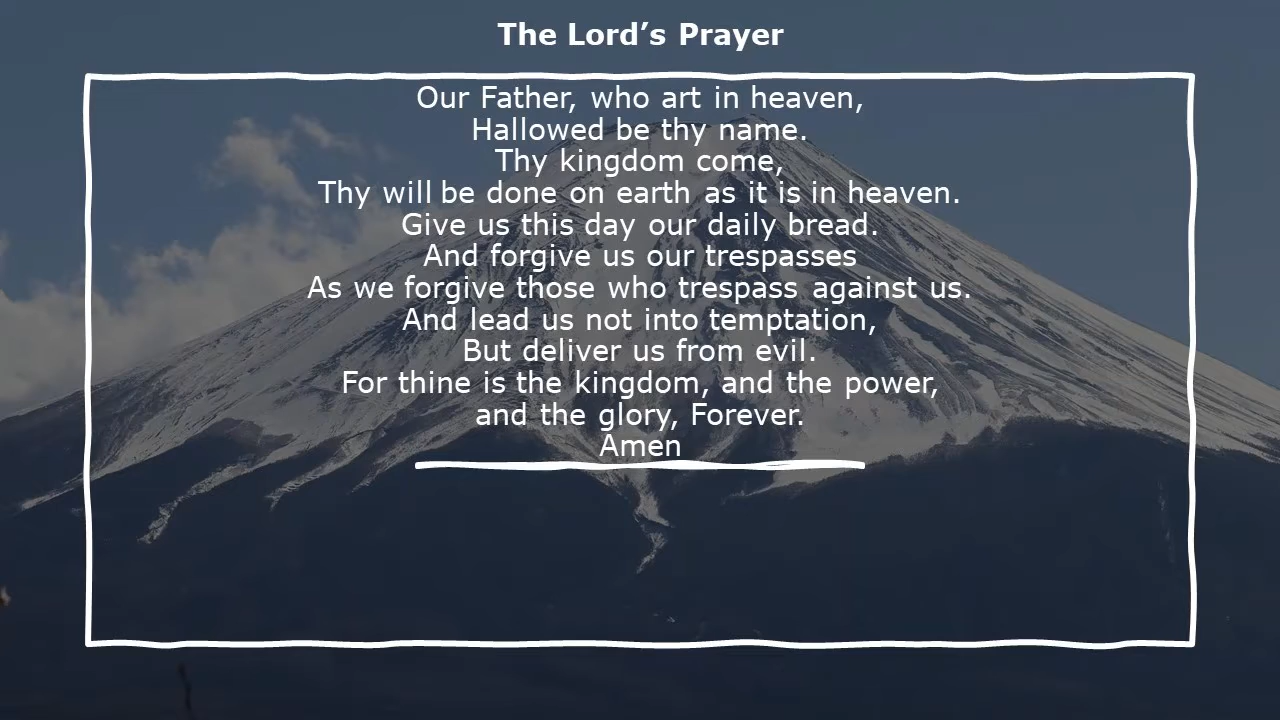 The Lord’s Prayer
Our Father, who art in heaven,
Hallowed be thy name.
Thy kingdom come,
Thy will be done on earth as it is in heaven.
Give us this day our daily bread.
And forgive us our trespasses
As we forgive those who trespass against us.
And lead us not into temptation,
But deliver us from evil.
For thine is the kingdom, and the power,
and the glory, Forever.
Amen